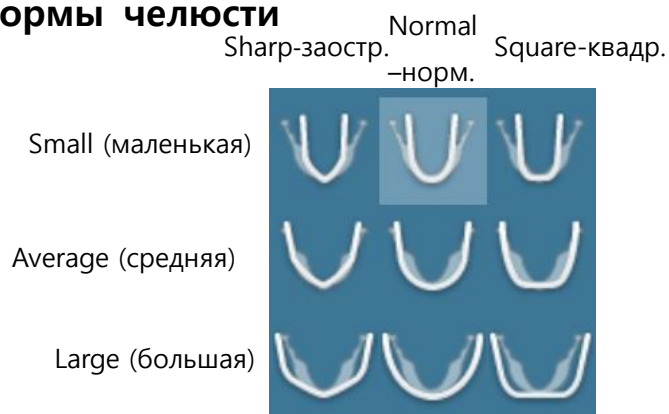 ормы челюсти
Sharp-заостр.
Normal
–норм.
Square-квадр.
Small (маленькая)
Average (средняя)
Large (большая)